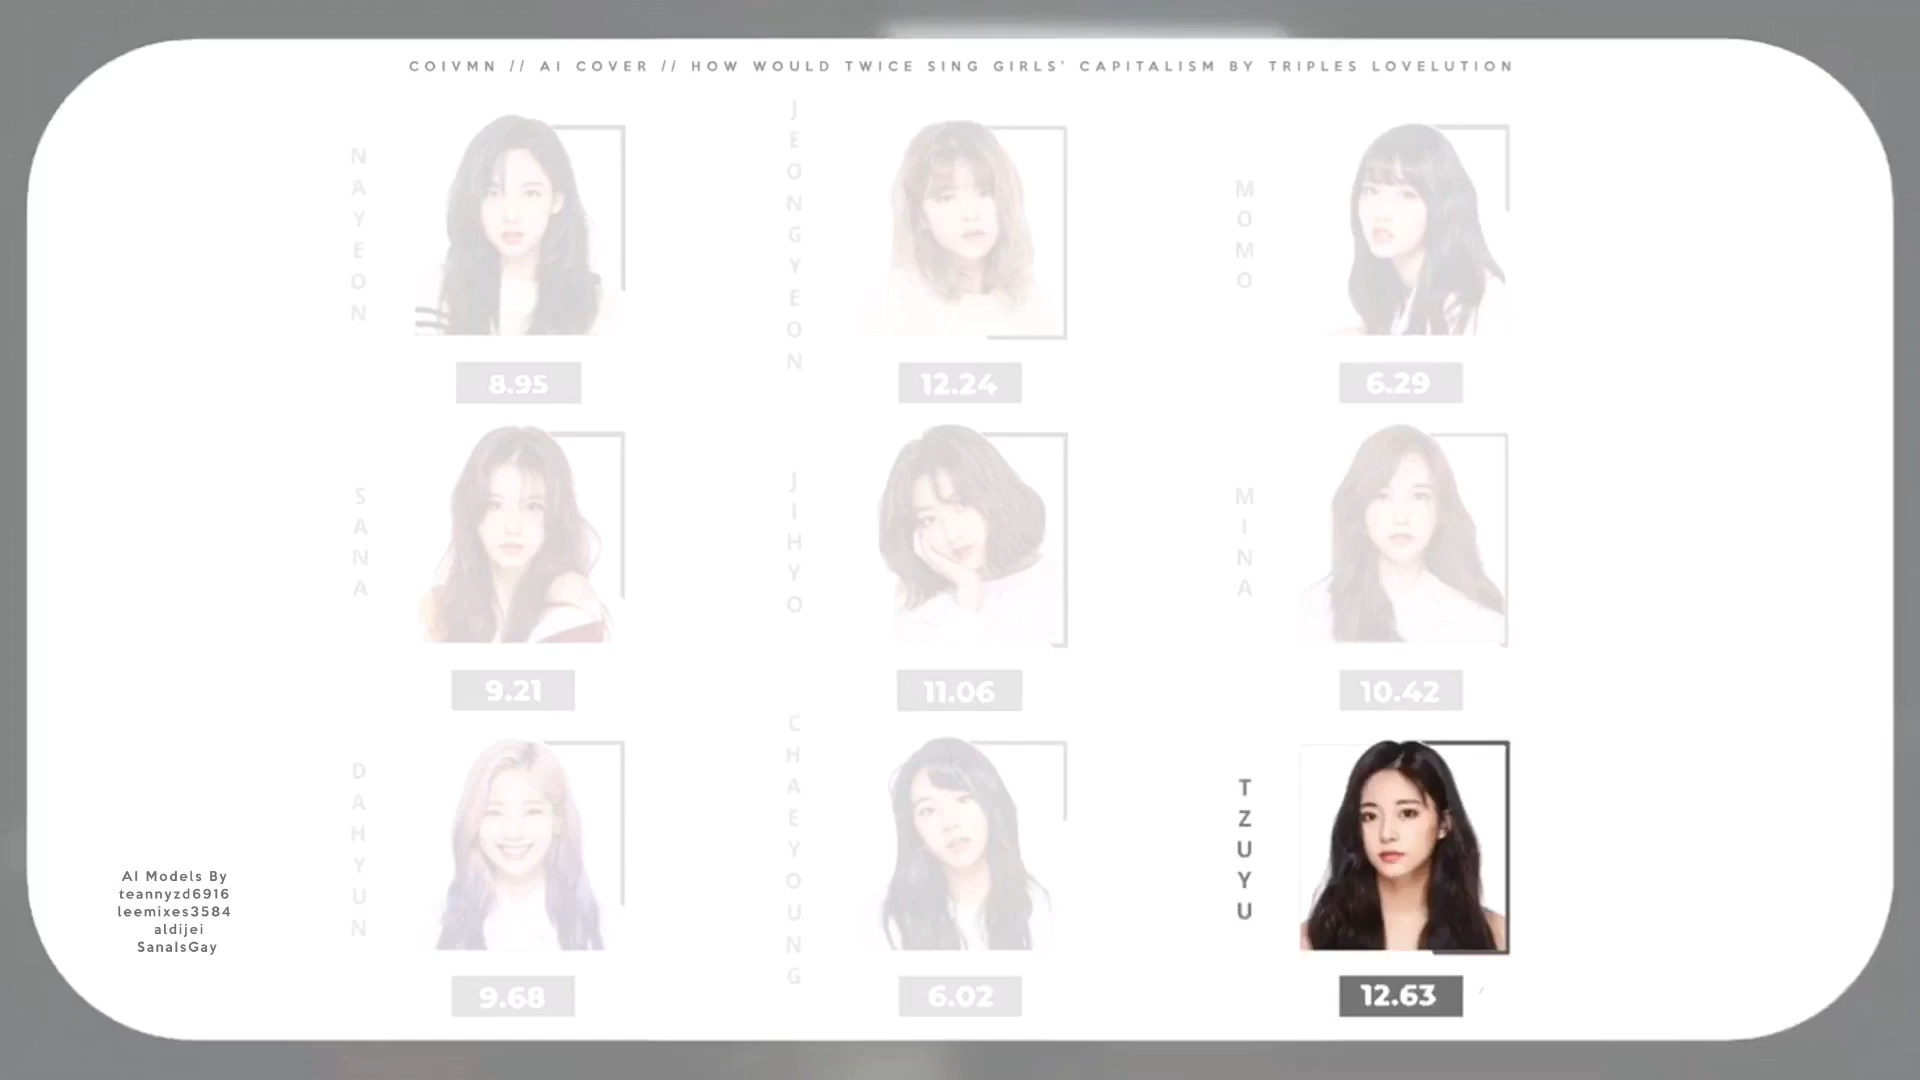 COIVMN // AI COVER // HOW WOULD TWICE SING GIRLS' CAPITALISM BY TRIPLES LOVELUTION
NAYEON
8.95
JEONGYEON
12.24
MOMO
6.29
SANA
9.21
JIHYO
11.06
MINA
10.42
DAHYUN
9.68
CHAEYOUNG
6.02
TZUYU
12.63
AI Models By
teannyzd6916
leemixes3584
aldijei
SanaIsGay